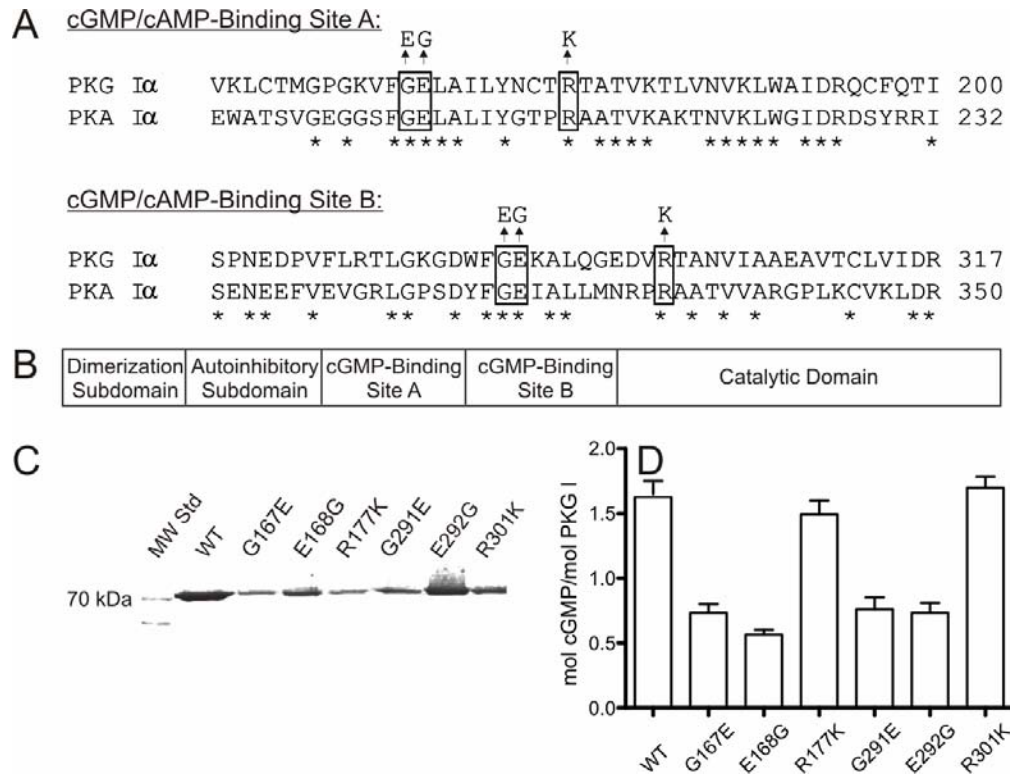 A
cGMP/cAMP-Binding Site A:
EG K
PKG Iα VKLCTMGPGKVFGELAILYNCTRTATVKTLVNVKLWAIDRQCFQTI 200
PKA Iα EWATSVGEGGSFGELALIYGTPRAATVKAKTNVKLWGIDRDSYRRI 232
* * ***** * * **** ***** *** *
cGMP/cAMP-Binding Site B:
EG K
PKG Iα SPNEDPVFLRTLGKGDWFGEKALQGEDVRTANVIAAEAVTCLVIDR 317
PKA Iα SENEEFVEVGRLGPSDYFGEIALLMNRPRAATVVARGPLKCVKLDR 350
* ** * ** * *** ** * * * * * **
B
Dimerization Subdomain
Autoinhibitory Subdomain
cGMP-Binding Site A
cGMP-Binding Site B
Catalytic Domain
C
MW Std
WT
G167E
E168G
R177K
G291E
E292G
R301K
70 kDa
D
mol cGMP/mol PKG I
2.0
1.5
1.0
0.5
0.0
WT
G167E
E168G
R177K
G291E
E292G
R301K